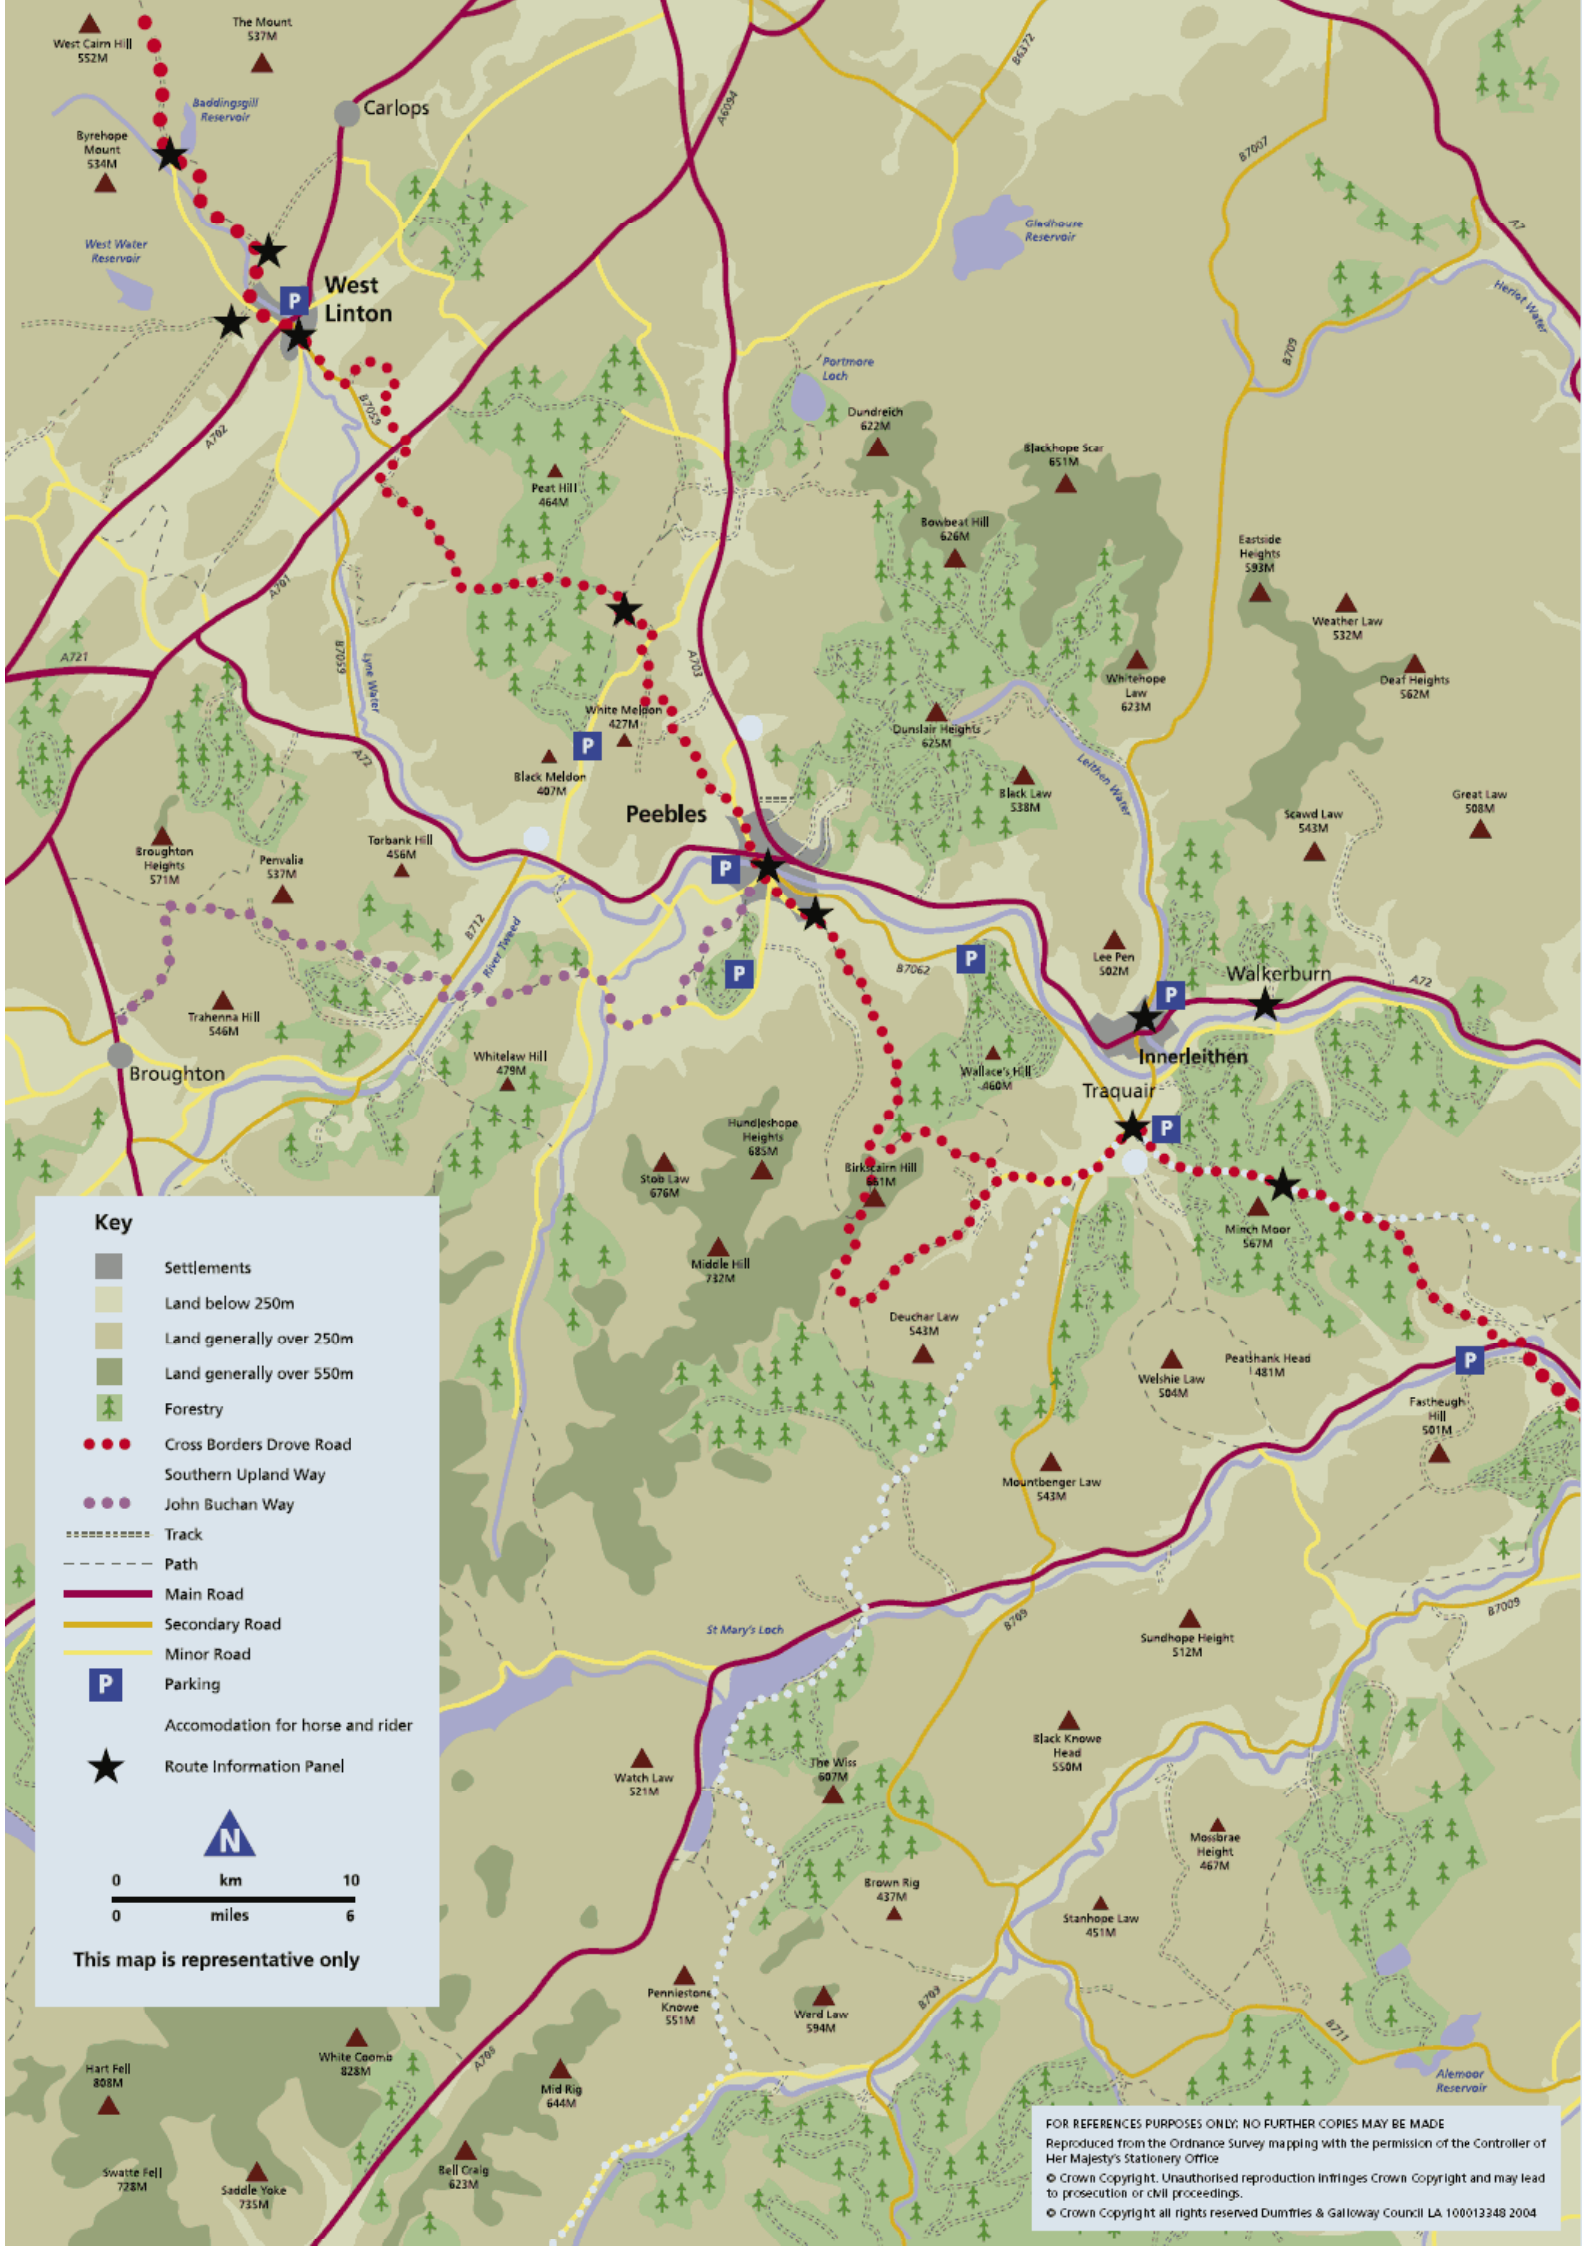 West Cairn Hill
552M
The Mount
537M
Baddingsgill
Reservoir
Carlops
Byrehope
Mount
534M
A6094
B6372
B7007
A7
West Water
Reservoir
Gladhouse
Reservoir
Heriot Water
P
West
Linton
B7059
A702
Portmore
Loch
B709
Dundreich
622M
Blackhope Scar
651M
Peat Hill
464M
Bowbeat Hill
626M
Eastside
Heights
593M
A701
Weather Law
532M
A721
B7059
Lyne Water
A703
Whitehope
Law
623M
Deaf Heights
562M
White Meldon
427M
P
Black Meldon
407M
A72
Dunslair Heights
625M
Leithen Water
Black Law
538M
Great Law
508M
Scawd Law
543M
Peebles
Broughton
Heights
571M
Penvalia
537M
Torbank Hill
456M
P
B712
River Tweed
Lee Pen
502M
P
P
B7062
Walkerburn
A72
P
Trahenna Hill
546M
Innerleithen
Whitelaw Hill
479M
Broughton
Wallace's Hill
460M
Traquair
P
Hundleshope
Heights
685M
Stob Law
676M
Birkscairn Hill
661M
Minch Moor
567M
Middle Hill
732M
Deuchar Law
543M
Welshie Law
504M
Peatshank Head
481M
P
Fastheugh
Hill
501M
Mountbenger Law
543M
B709
B7009
St Mary's Loch
Sundhope Height
512M
Black Knowe
Head
550M
Watch Law
521M
The Wiss
607M
Mossbrae
Height
467M
Brown Rig
437M
Stanhope Law
451M
Penniestone
Knowe
551M
Ward Law
594M
B709
B711
Alemoor
Reservoir
White Coomb
828M
A708
Hart Fell
808M
Mid Rig
644M
Swatte Fell
728M
Saddle Yoke
735M
Bell Craig
623M
Key
Settlements
Land below 250m
Land generally over 250m
Land generally over 550m
Forestry
Cross Borders Drove Road
Southern Upland Way
John Buchan Way
Track
Path
Main Road
Secondary Road
Minor Road
P Parking
Accomodation for horse and rider
Route Information Panel
N
0 km 10
0 miles 6
This map is representative only
FOR REFERENCES PURPOSES ONLY; NO FURTHER COPIES MAY BE MADE
Reproduced from the Ordnance Survey mapping with the permission of the Controller of
Her Majesty's Stationery Office
© Crown Copyright. Unauthorised reproduction infringes Crown Copyright and may lead
to prosecution or civil proceedings.
© Crown Copyright all rights reserved Dumfries & Galloway Council LA 100013348 2004